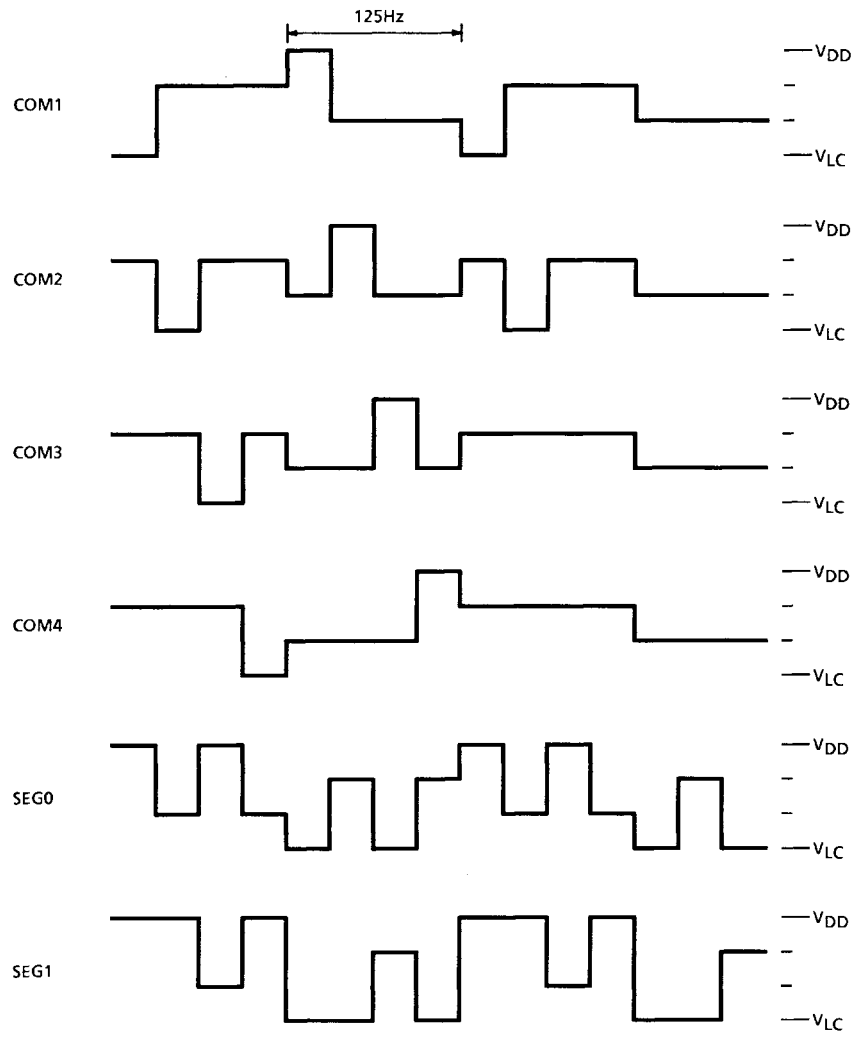 125Hz
VDD
COM1
VLC
VDD
COM2
VLC
VDD
COM3
VLC
VDD
COM4
VLC
VDD
SEG0
VLC
VDD
SEG1
VLC